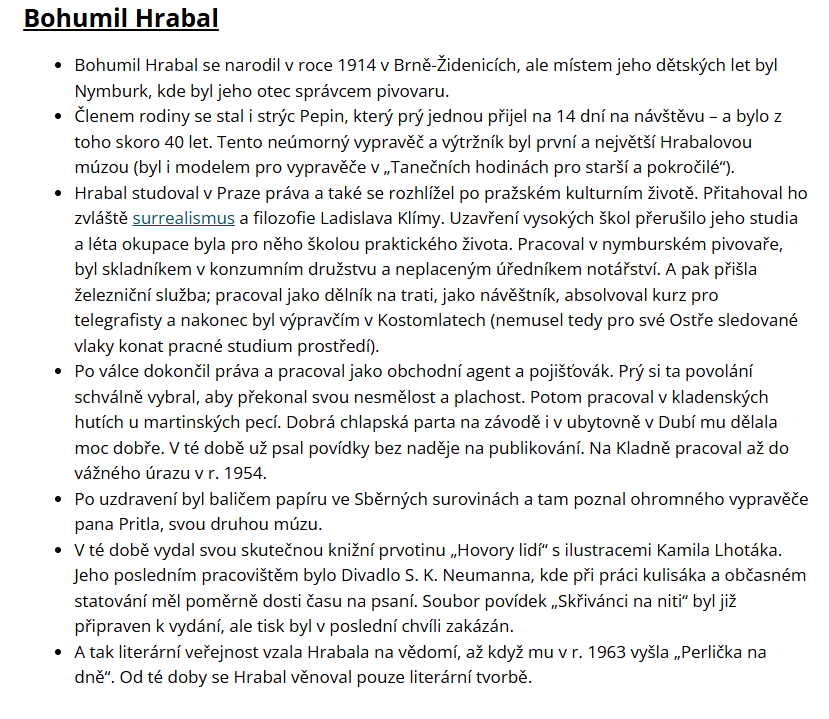 Bohumil Hrabal
Bohumil Hrabal se narodil v roce 1914 v Brně-Židenicích, ale místem jeho dětských let byl
Nymburk, kde byl jeho otec správcem pivovaru.
Členem rodiny se stal i strýc Pepin, který prý jednou přijel na 14 dní na návštěvu – a bylo z
toho skoro 40 let. Tento neúmorný vypravěč a výtržník byl první a největší Hrabalovou
múzou (byl i modelem pro vypravěče v „Tanečních hodinách pro starší a pokročilé“).
Hrabal studoval v Praze práva a také se rozhlížel po pražském kulturním životě. Přitahoval ho
zvláště surrealismus a filozofie Ladislava Klímy. Uzavření vysokých škol přerušilo jeho studia
a léta okupace byla pro něho školou praktického života. Pracoval v nymburském pivovaře,
byl skladníkem v konzumním družstvu a neplaceným úředníkem notářství. A pak přišla
železniční služba; pracoval jako dělník na trati, jako návěštník, absolvoval kurz pro
telegrafisty a nakonec byl výpravčím v Kostomlatech (nemusel tedy pro své Ostře sledované
vlaky konat pracné studium prostředí).
Po válce dokončil práva a pracoval jako obchodní agent a pojišťovák. Prý si ta povolání
schválně vybral, aby překonal svou nesmělost a plachost. Potom pracoval v kladenských
hutích u martinských pecí. Dobrá chlapská parta na závodě i v ubytovně v Dubí mu dělala
moc dobře. V té době už psal povídky bez naděje na publikování. Na Kladně pracoval až do
vážného úrazu v r. 1954.
Po uzdravení byl baličem papíru ve Sběrných surovinách a tam poznal ohromného vypravěče
pana Pritla, svou druhou múzu.
V té době vydal svou skutečnou knižní prvotinu „Hovory lidí“ s ilustracemi Kamila Lhotáka.
Jeho posledním pracovištěm bylo Divadlo S. K. Neumanna, kde při práci kulisáka a občasném
statování měl poměrně dosti času na psaní. Soubor povídek „Skřivánci na niti“ byl již
připraven k vydání, ale tisk byl v poslední chvíli zakázán.
A tak literární veřejnost vzala Hrabala na vědomí, až když mu v r. 1963 vyšla „Perlička na
dně“. Od té doby se Hrabal věnoval pouze literární tvorbě.